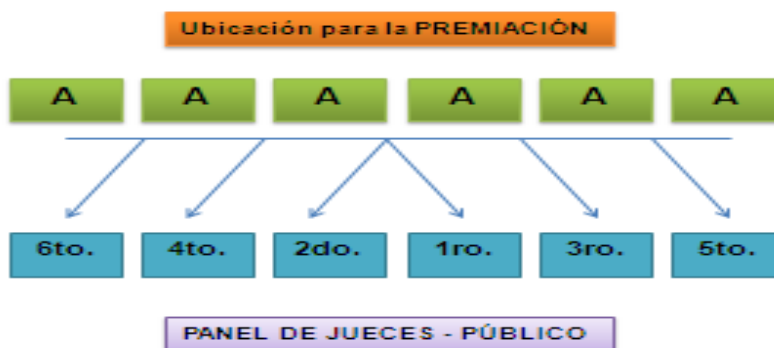 Ubicación para la PREMIACIÓN
A A A A A A
6to. 4to. 2do. 1ro. 3ro. 5to.
PANEL DE JUECES - PÚBLICO